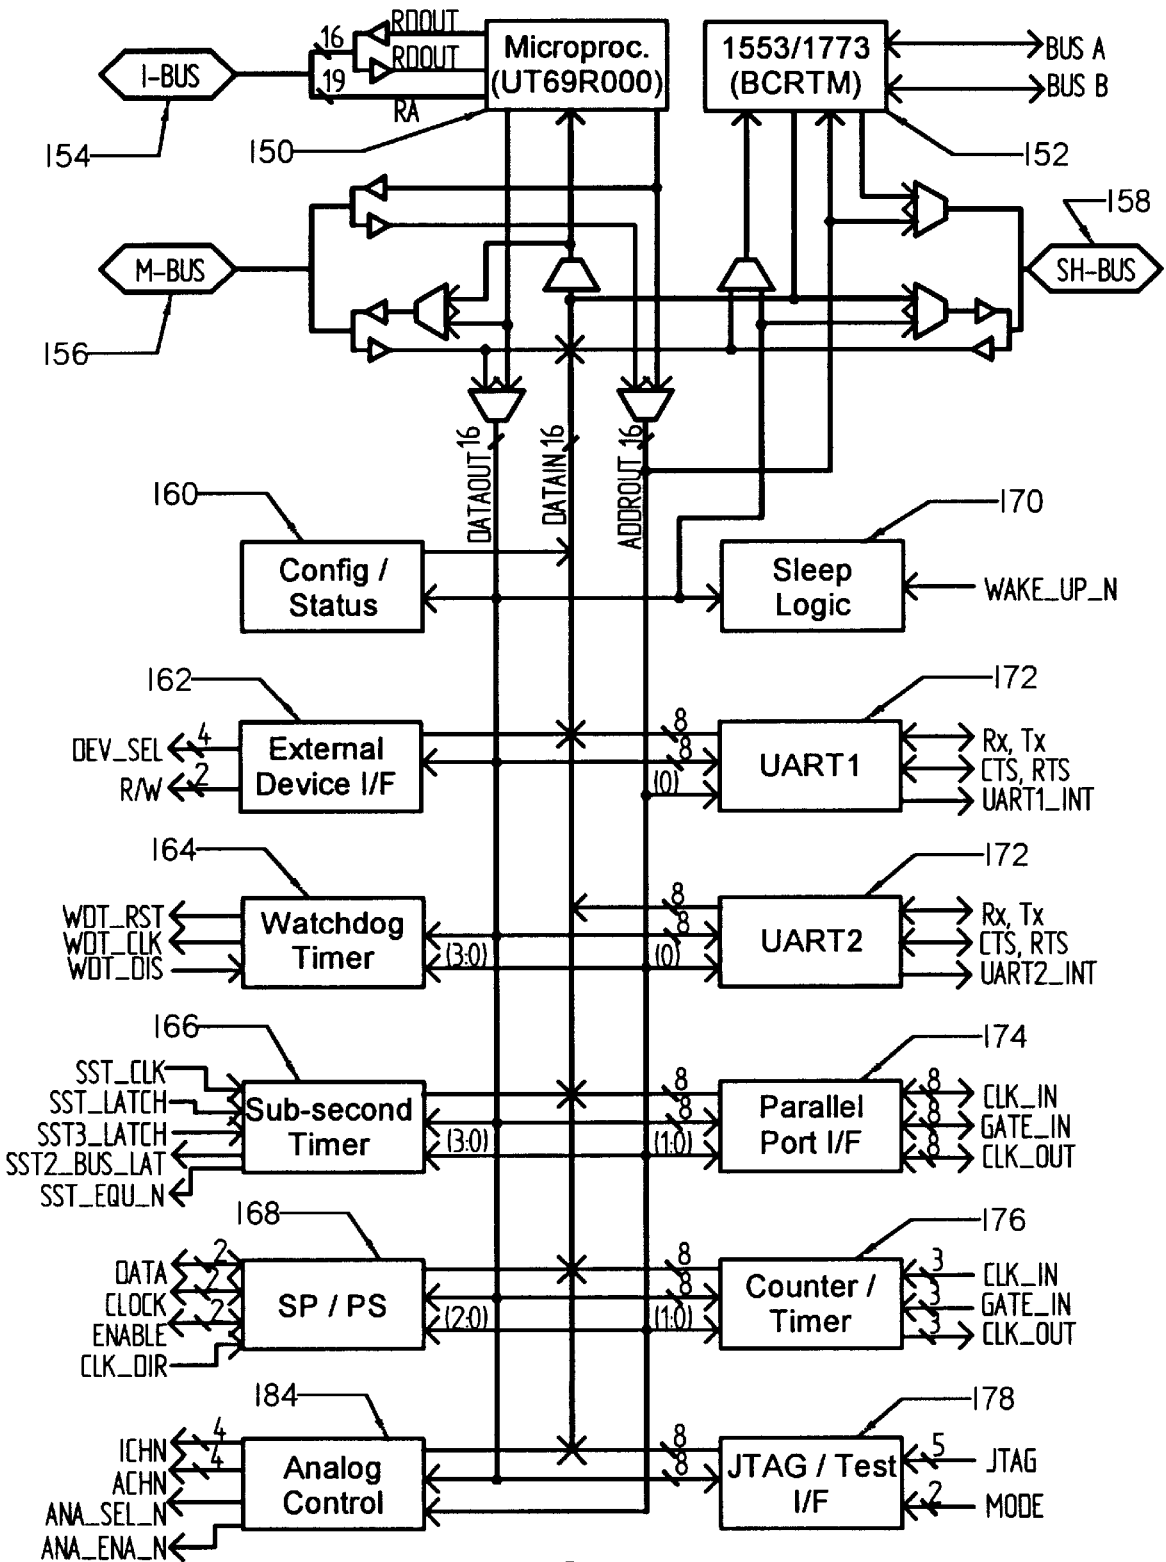 RDOUT
16
I-BUS
RDOUT
19
RA
Microproc.
(UT69R000)
1553/1773
(BCRTM)
BUS A
BUS B
154
150
152
158
M-BUS
SH-BUS
156
DATAOUT 16
DATAIN 16
ADDROUT 16
160
170
Config /
Status
Sleep
Logic
WAKE_UP_N
162
172
DEV_SEL
4
R/W
2
External
Device I/F
8
8
(0)
UART1
Rx, Tx
CTS, RTS
UART1_INT
164
172
WDT_RST
WDT_CLK
WDT_DIS
Watchdog
Timer
(3:0)
8
8
(0)
UART2
Rx, Tx
CTS, RTS
UART2_INT
166
174
SST_CLK
SST_LATCH
SST3_LATCH
SST2_BUS_LAT
SST_EQU_N
Sub-second
Timer
(3:0)
8
8
(1:0)
Parallel
Port I/F
8
CLK_IN
8
GATE_IN
8
CLK_OUT
168
176
DATA
2
CLOCK
2
ENABLE
2
CLK_DIR
SP / PS
(2:0)
8
8
(1:0)
Counter /
Timer
3
CLK_IN
3
GATE_IN
3
CLK_OUT
184
178
ICHN
4
ACHN
4
ANA_SEL_N
ANA_ENA_N
Analog
Control
8
8
JTAG / Test
I/F
5
JTAG
2
MODE